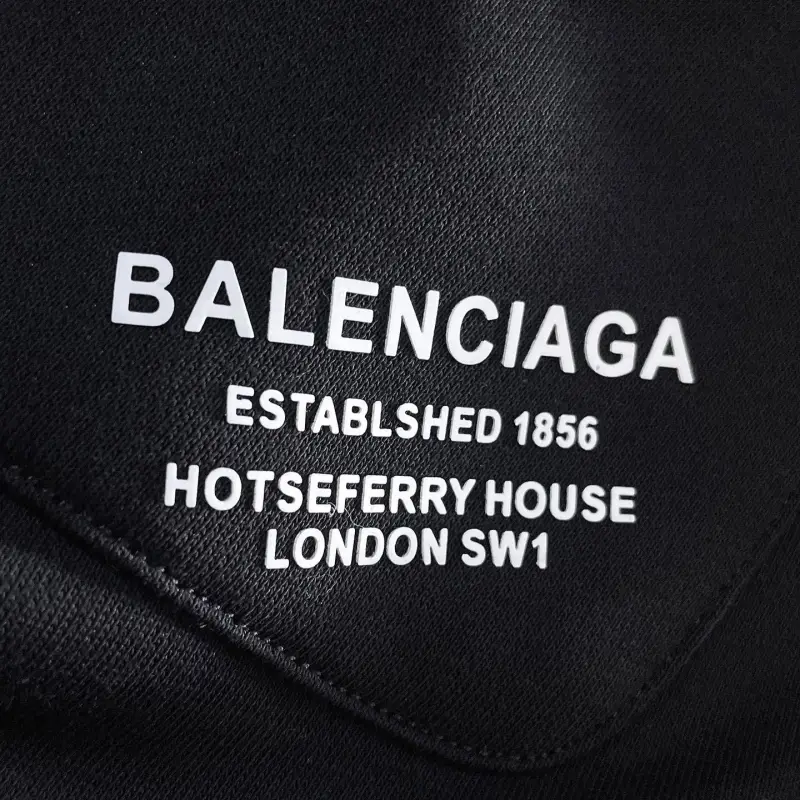 BALENCIAGA
ESTABLSHED 1856
HOTSEFERRY HOUSE
LONDON SW1